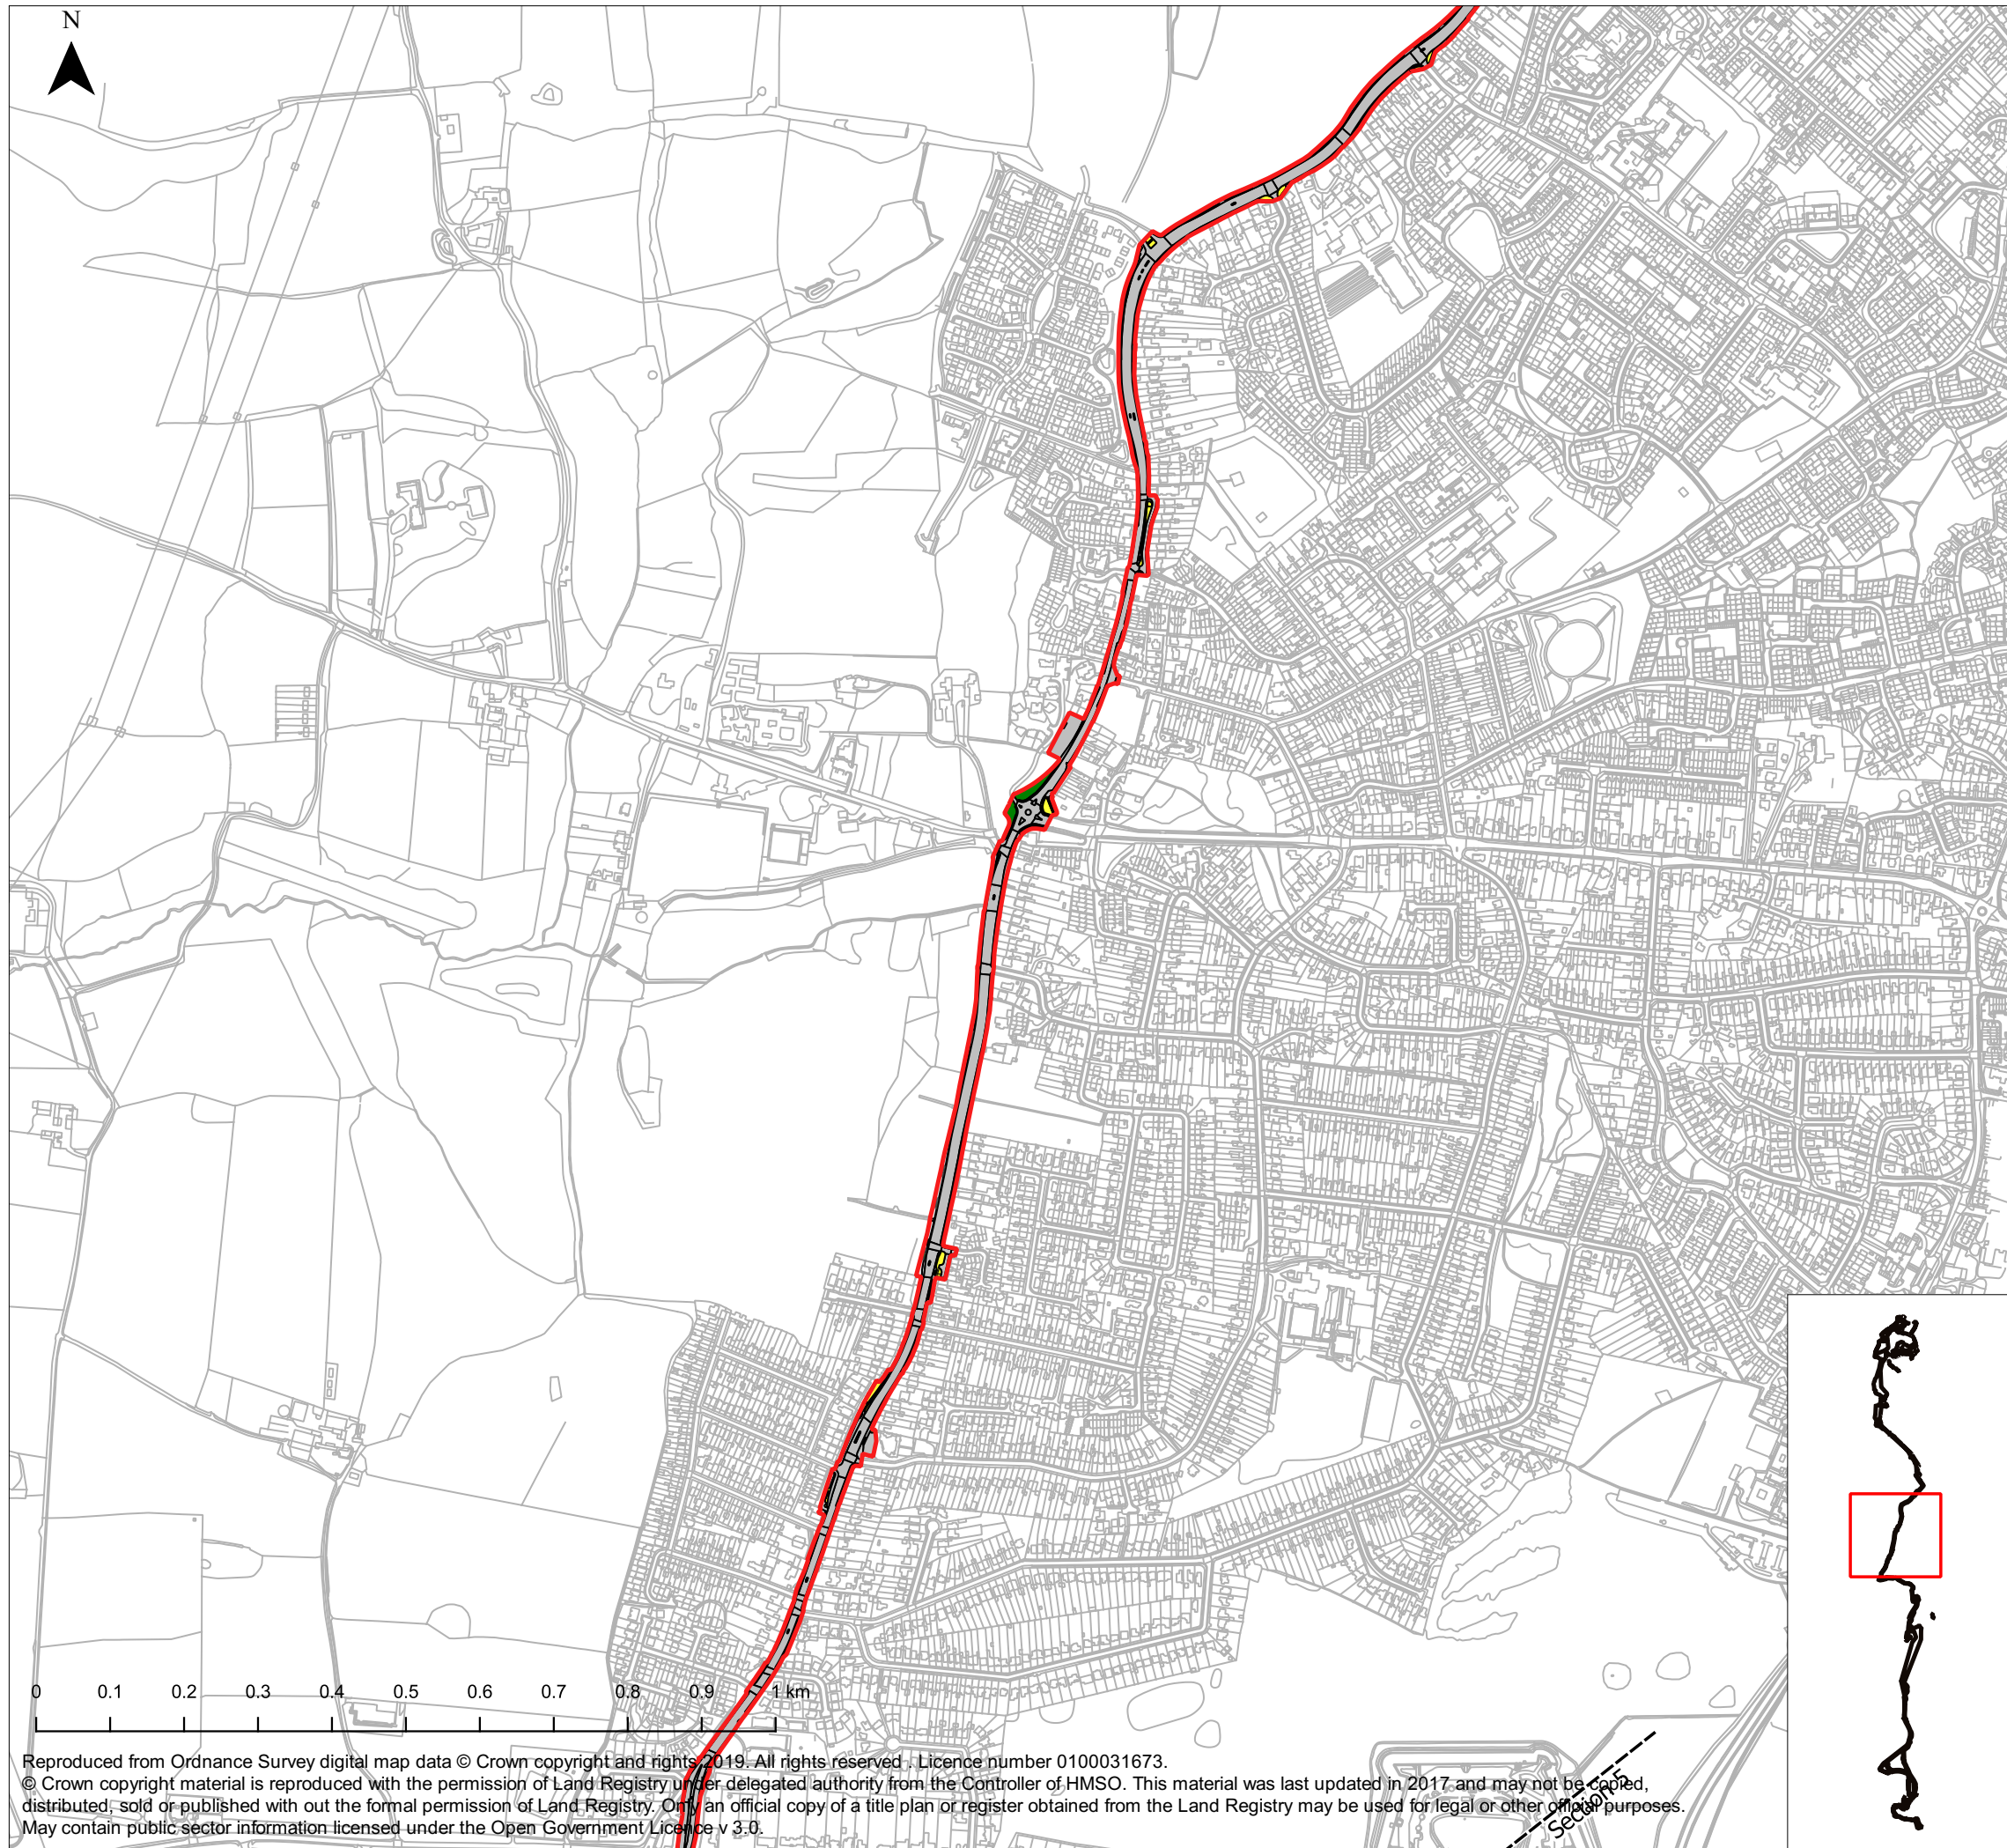 N
0 0.1 0.2 0.3 0.4 0.5 0.6 0.7 0.8 0.9 1 km
Reproduced from Ordnance Survey digital map data © Crown copyright and rights 2019. All rights reserved . Licence number 0100031673.
© Crown copyright material is reproduced with the permission of Land Registry under delegated authority from the Controller of HMSO. This material was last updated in 2017 and may not be copied,
distributed, sold or published with out the formal permission of Land Registry. Only an official copy of a title plan or register obtained from the Land Registry may be used for legal or other official purposes.
May contain public sector information licensed under the Open Government Licence v 3.0.
Section 5